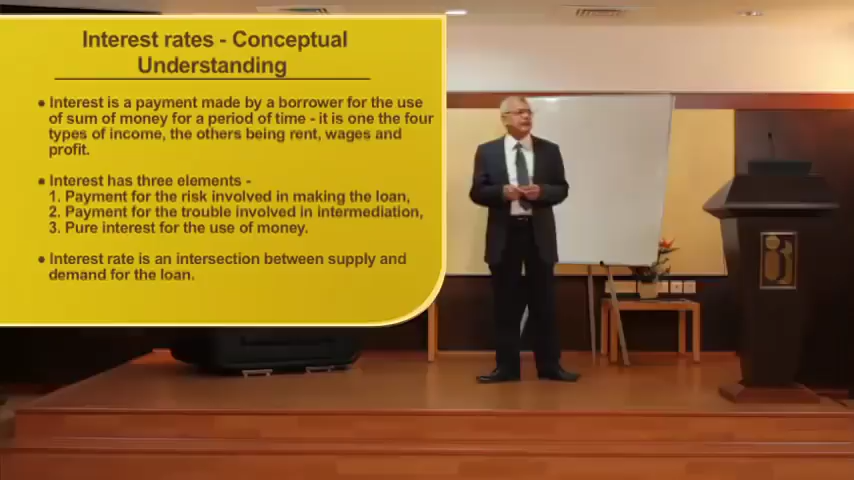 Interest rates - Conceptual
Understanding
● Interest is a payment made by a borrower for the use
of sum of money for a period of time - it is one the four
types of income, the others being rent, wages and
profit.
● Interest has three elements -
1. Payment for the risk involved in making the loan,
2. Payment for the trouble involved in intermediation,
3. Pure interest for the use of money.
● Interest rate is an intersection between supply and
demand for the loan.